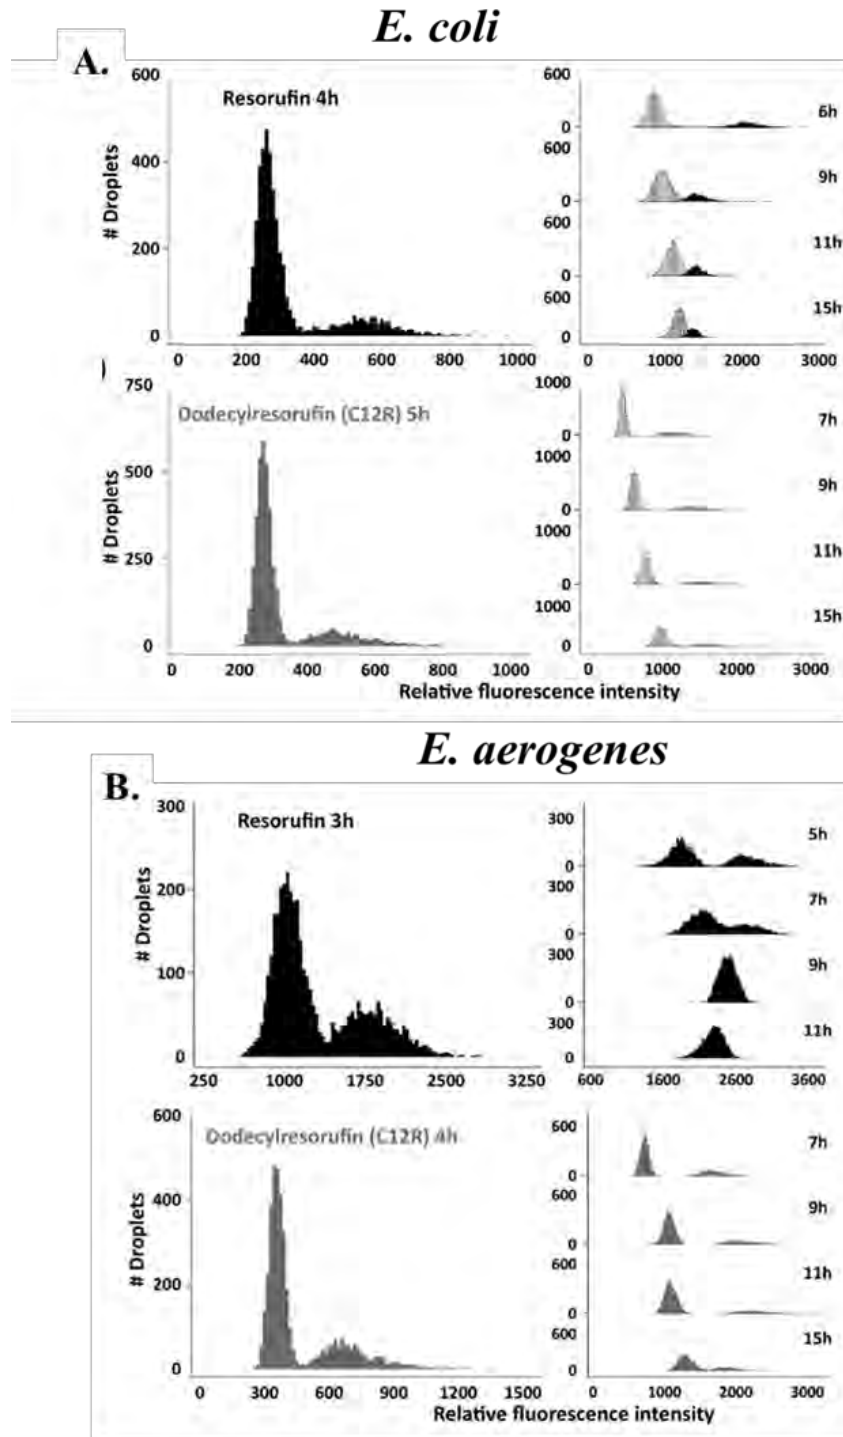 E. coli
A.
600
400
200
0
# Droplets
Resorufin 4h
0 200 400 600 800 1000
600
0
6h
600
0
9h
600
0
11h
600
0
15h
0 1000 2000 3000
)
750
500
250
0
# Droplets
Dodecylresorufin (C12R) 5h
0 200 400 600 800 1000
1000
0
7h
1000
0
9h
1000
0
11h
1000
0
15h
0 1000 2000 3000
Relative fluorescence intensity
E. aerogenes
B.
300
200
100
0
# Droplets
Resorufin 3h
250 1000 1750 2500 3250
300
0
5h
300
0
7h
300
0
9h
300
0
11h
600 1600 2600 3600
600
400
200
0
# Droplets
Dodecylresorufin (C12R) 4h
0 300 600 900 1200 1500
600
0
7h
600
0
9h
600
0
11h
600
0
15h
0 1000 2000 3000
Relative fluorescence intensity